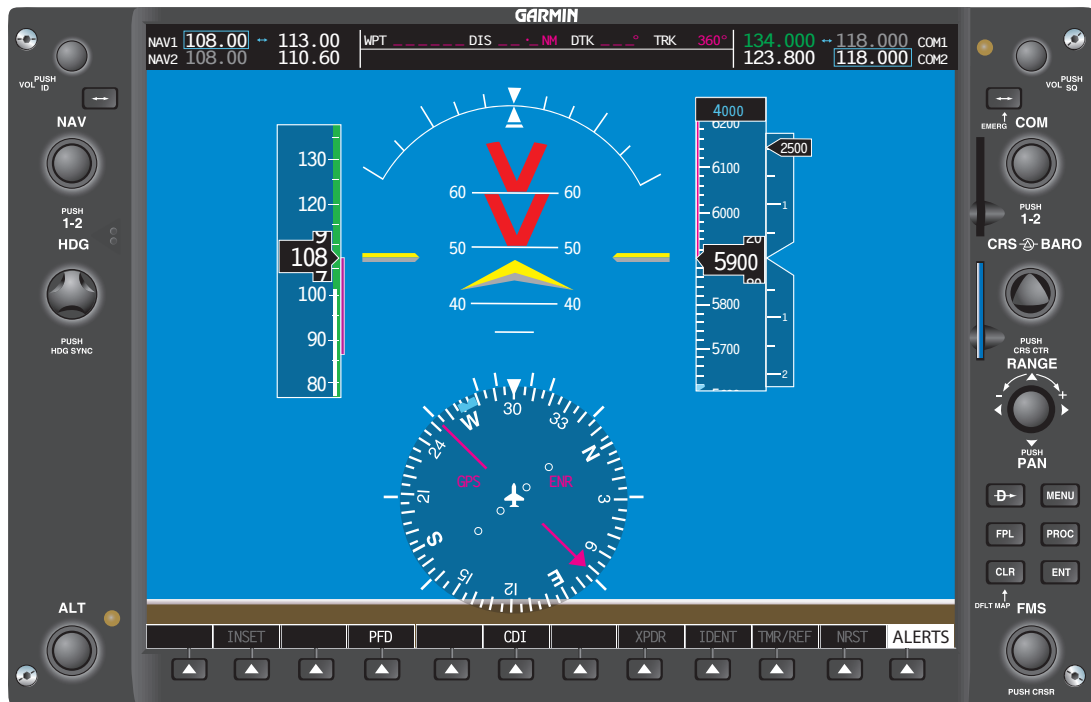 GARMIN
NAV1 108.00 ↔ 113.00 WPT _ _ _ _ _ _ DIS _ _ . _ NM DTK _ _ _° TRK 360° 134.000 ↔ 118.000 COM1
NAV2 108.00 110.60 123.800 118.000 COM2
VOL PUSH ID
VOL PUSH SQ
EMERG
NAV
COM
PUSH
1-2
PUSH
1-2
HDG
CRS BARO
PUSH
HDG SYNC
PUSH
CRS CTR
RANGE
- +
PUSH
PAN
130
120
9
108
7
100
90
80
60 60
50 50
40 40
4000
6200
6100
6000
20
5900
80
5800
5700
2500
1
1
2
30
33
N
3
6
E
12
15
S
21
24
W
GPS ENR
D MENU
FPL PROC
CLR ENT
DFLT MAP
FMS
PUSH CRSR
ALT
INSET PFD CDI XPDR IDENT TMR/REF NRST ALERTS